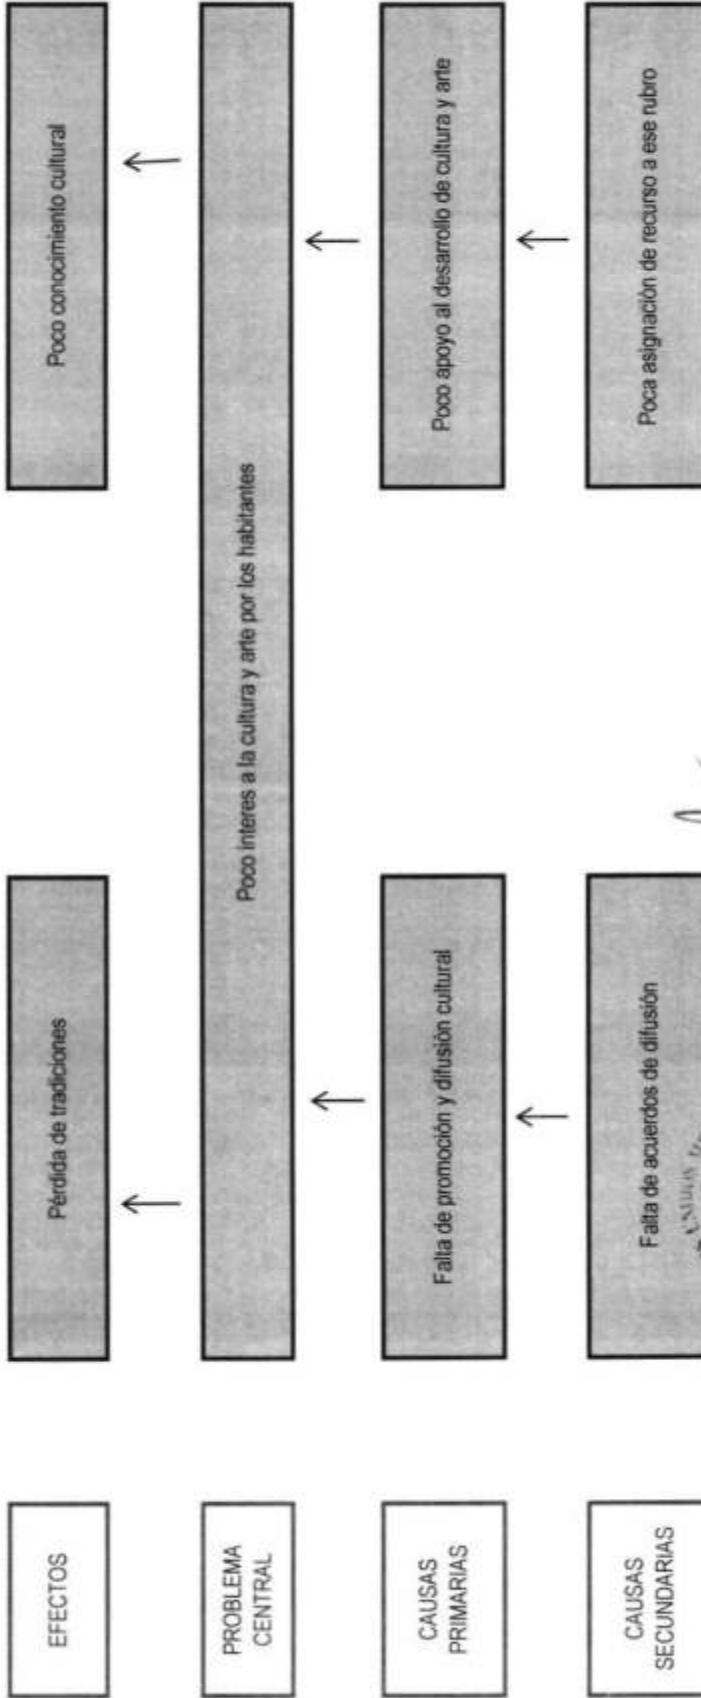 EFECTOS
Pérdida de tradiciones
Poco conocimiento cultural
PROBLEMA
CENTRAL
Poco interes a la cultura y arte por los habitantes
CAUSAS
PRIMARIAS
Falta de promoción y difusión cultural
Poco apoyo al desarrollo de cultura y arte
CAUSAS
SECUNDARIAS
Falta de acuerdos de difusión
Poca asignación de recurso a ese rubro